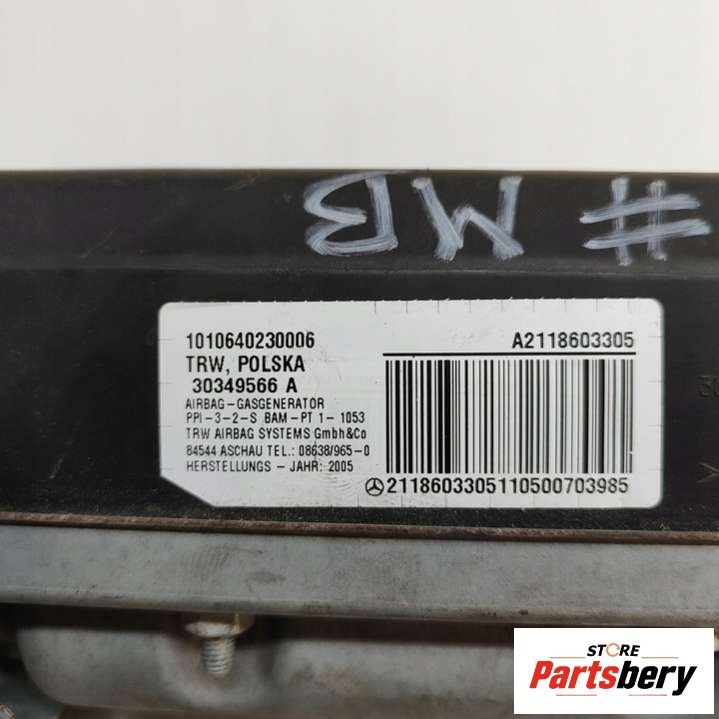 # MB
1010640230006
TRW, POLSKA
30349566 A
AIRBAG-GASGENERATOR
PPI-3-2-S BAM-PT 1-1053
TRW AIRBAG SYSTEMS GmbH&Co
84544 ASCHAU TEL.: 08638/965-0
HERSTELLUNGS - JAHR: 2005
A2118603305
2118603305110500703985
STORE
Partsbery